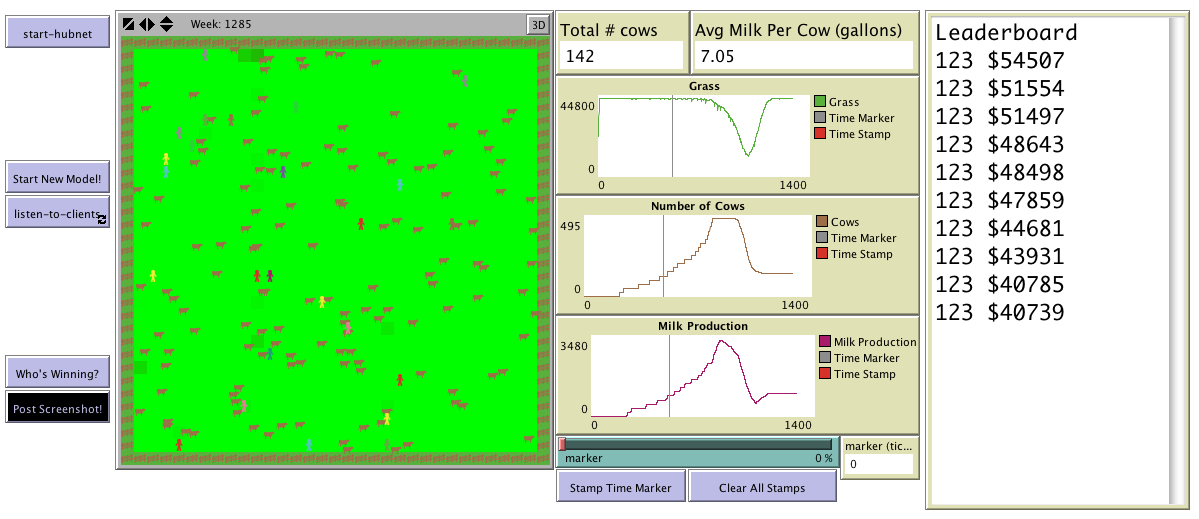 start-hubnet
Start New Model!
listen-to-clients
Who's Winning?
Post Screenshot!
Week: 1285
3D
Total # cows
142
Avg Milk Per Cow (gallons)
7.05
Grass
44800
0
0
1400
Grass
Time Marker
Time Stamp
Number of Cows
495
0
0
1400
Cows
Time Marker
Time Stamp
Milk Production
3480
0
0
1400
Milk Production
Time Marker
Time Stamp
marker
0 %
marker (tic...
0
Stamp Time Marker
Clear All Stamps
Leaderboard
123 $54507
123 $51554
123 $51497
123 $48643
123 $48498
123 $47859
123 $44681
123 $43931
123 $40785
123 $40739